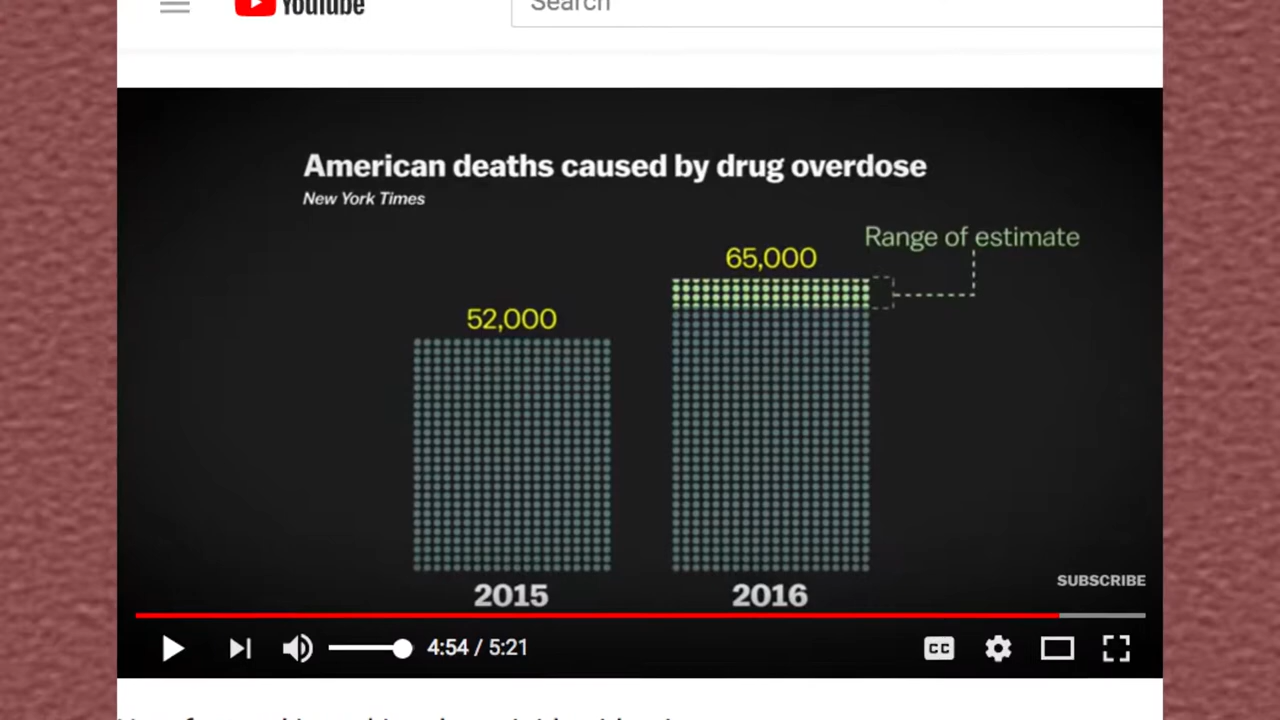 YouTube
Search
American deaths caused by drug overdose
New York Times
Range of estimate
65,000
52,000
2015
2016
SUBSCRIBE
4:54 / 5:21
CC